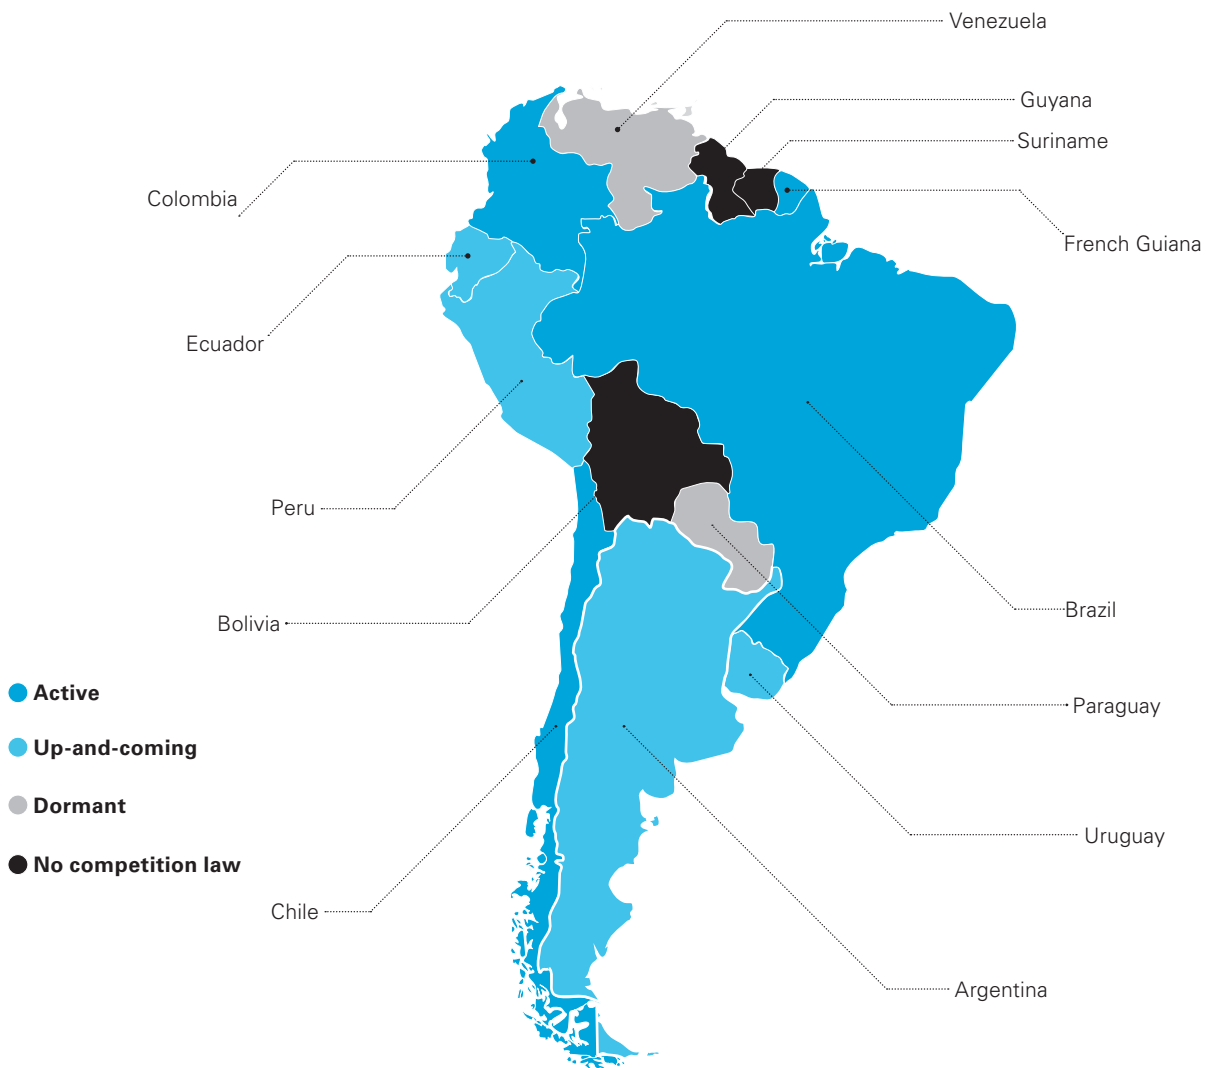 Venezuela
Guyana
Suriname
Colombia
French Guiana
Ecuador
Peru
Brazil
Bolivia
Active
Paraguay
Up-and-coming
Dormant
Uruguay
No competition law
Chile
Argentina